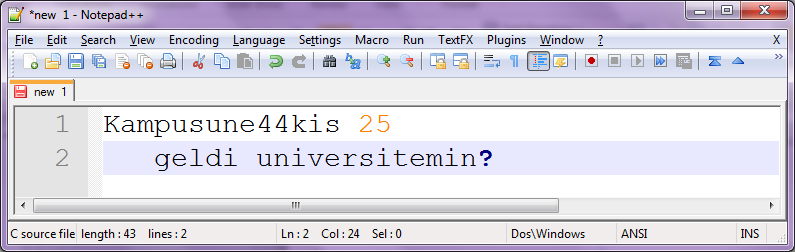 *new  1 - Notepad++
File Edit Search View Encoding Language Settings Macro Run TextFX Plugins Window ? X
new 1
1 Kampusune44kis 25
2    geldi universitemin?
C source file length : 43 lines : 2 Ln : 2 Col : 24 Sel : 0 Dos\Windows ANSI INS